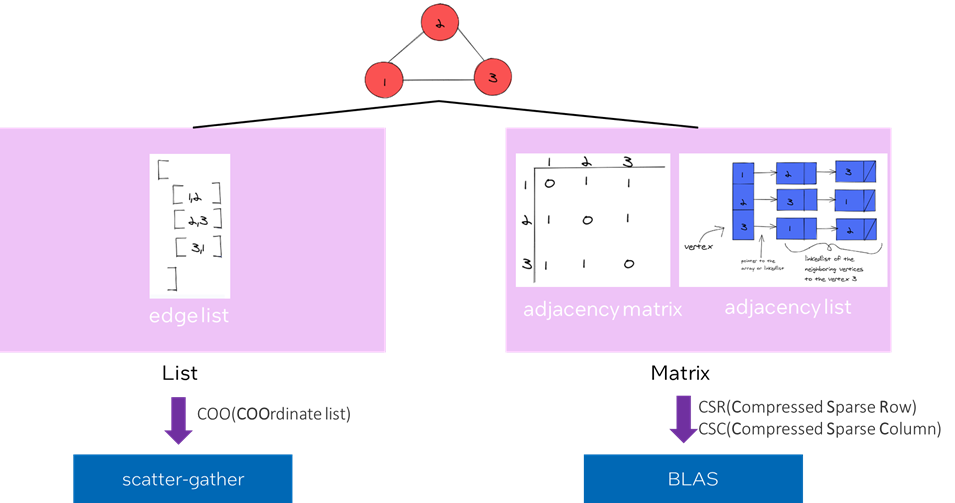 2
1
3
[
[1,2]
[2,3]
[3,1]
]
edge list
1 2 3
1 0 1 1
2 1 0 1
3 1 1 0
adjacency matrix
1 2 3
2 3 1
3 1 2
vertex
pointer to the
array or linkedlist
linkedlist of the
neighboring vertices
to the vertex 3.
adjacency list
List
Matrix
COO(COOrdinate list)
CSR(Compressed Sparse Row)
CSC(Compressed Sparse Column)
scatter-gather
BLAS